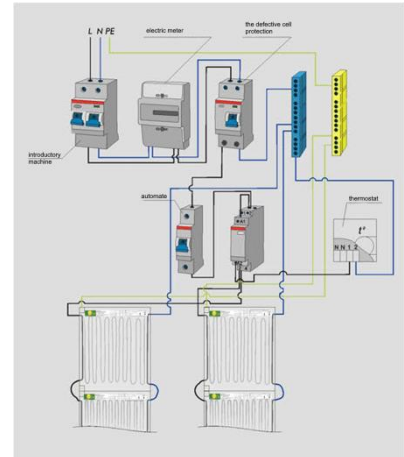 L N PE
electric meter
the defective cell
protection
introductory
machine
automate
thermostat
t°
N N 1 2